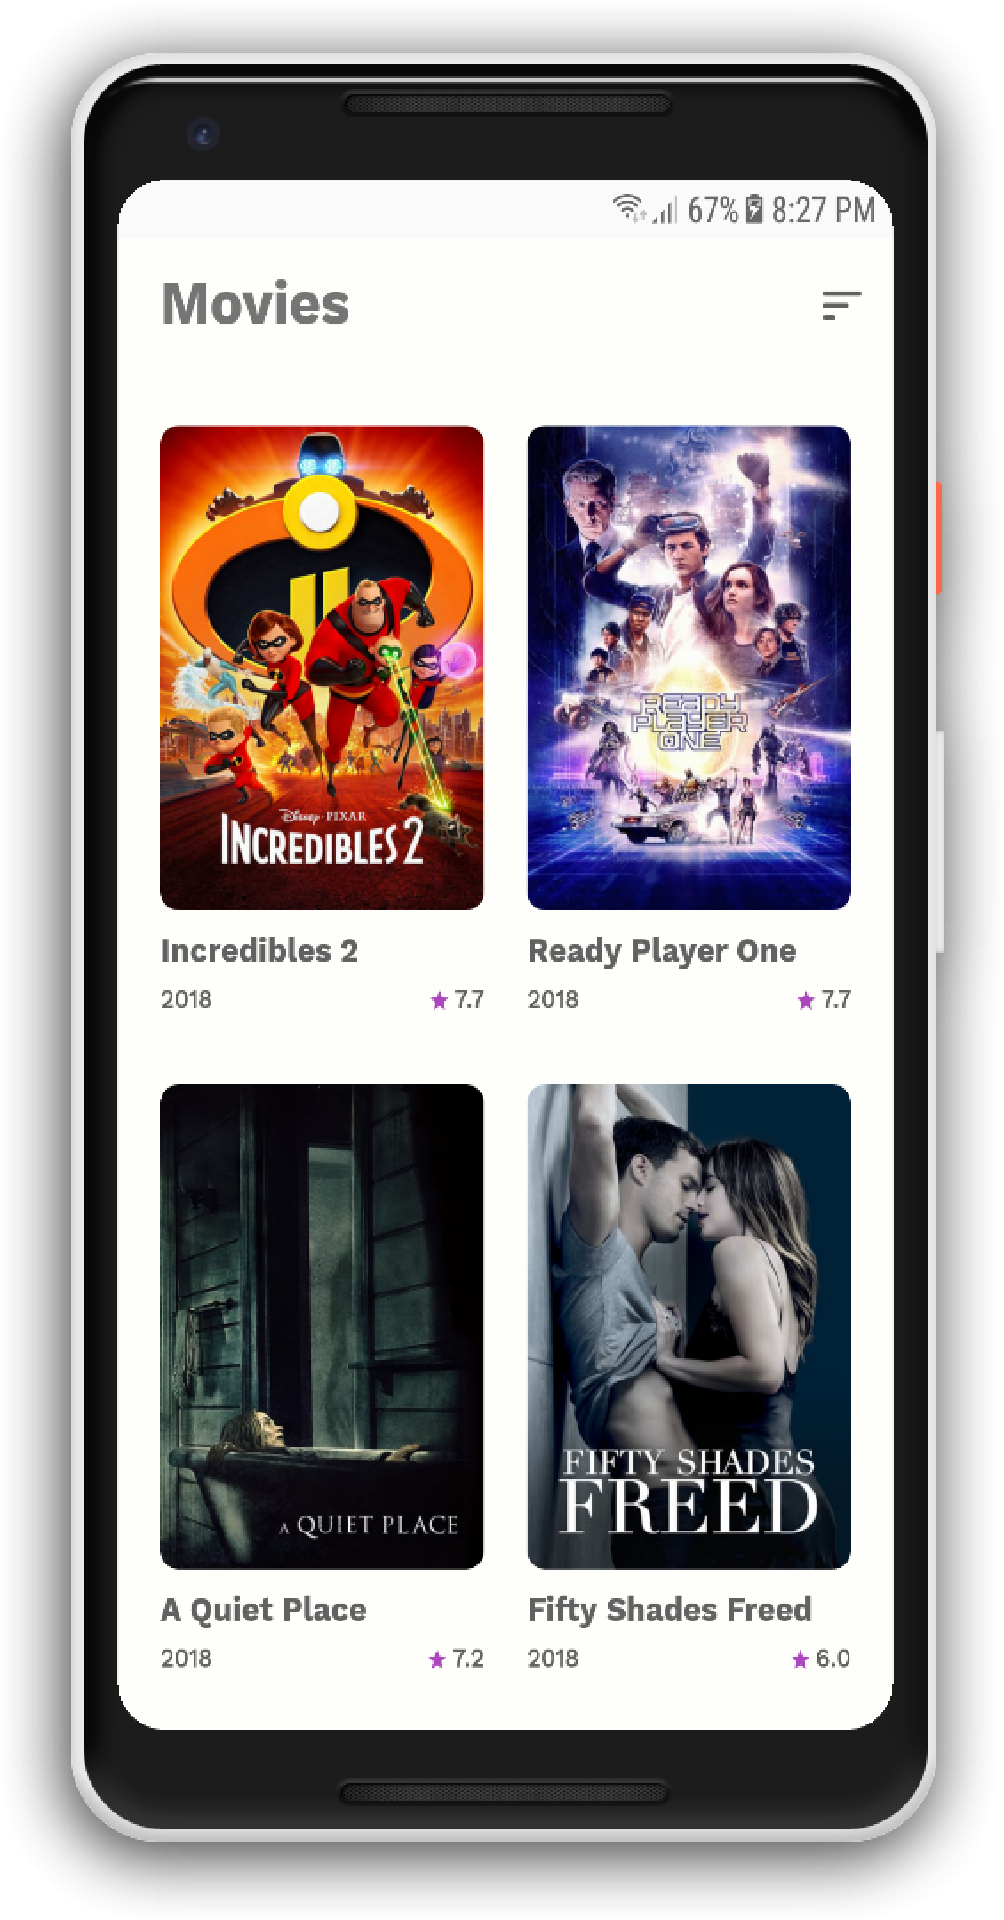 67% 8:27 PM
Movies
Disney · PIXAR
INCREDIBLES 2
READY
PLAYER
ONE
Incredibles 2
Ready Player One
2018
7.7
2018
7.7
A QUIET PLACE
FIFTY SHADES
FREED
A Quiet Place
Fifty Shades Freed
2018
7.2
2018
6.0